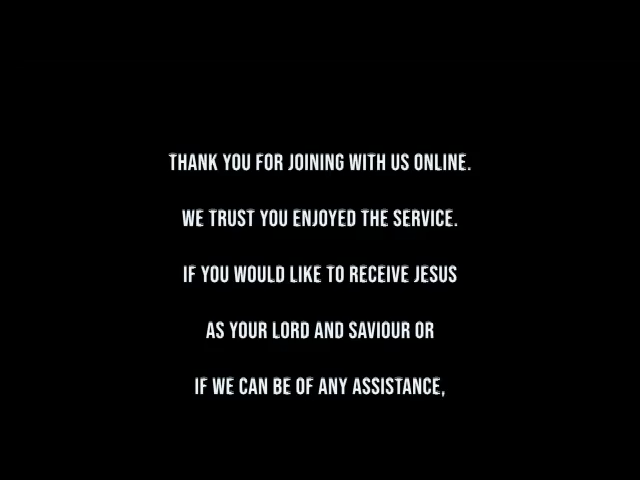 THANK YOU FOR JOINING WITH US ONLINE.
WE TRUST YOU ENJOYED THE SERVICE.
IF YOU WOULD LIKE TO RECEIVE JESUS
AS YOUR LORD AND SAVIOUR OR
IF WE CAN BE OF ANY ASSISTANCE,